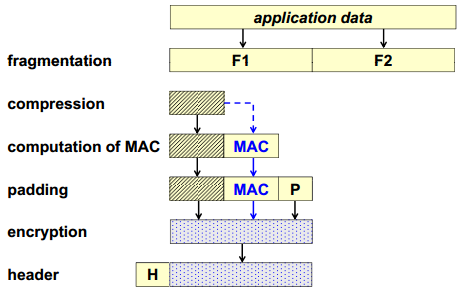 application data
fragmentation F1 F2
compression
computation of MAC MAC
padding MAC P
encryption
header H